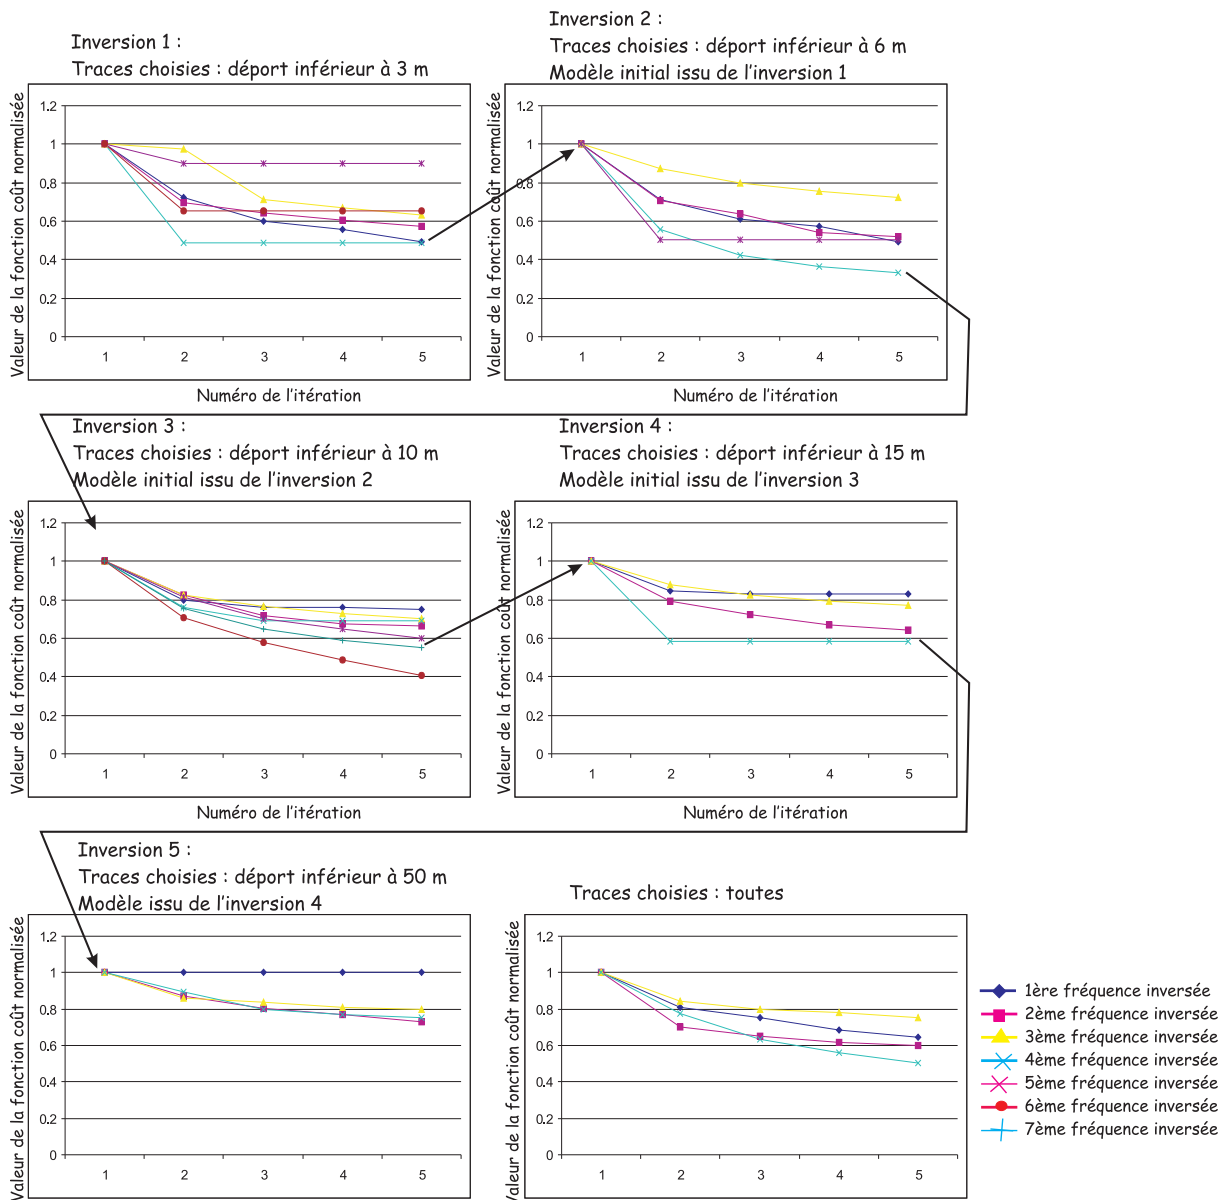 Inversion 1 :
Traces choisies : départ inférieur à 3 m
Valeur de la fonction coût normalisée
1.2
1
0.8
0.6
0.4
0.2
0
1 2 3 4 5
Numéro de l'itération
Inversion 2 :
Traces choisies : déport inférieur à 6 m
Modèle initial issu de l'inversion 1
Valeur de la fonction coût normalisée
1.2
1
0.8
0.6
0.4
0.2
0
1 2 3 4 5
Numéro de l'itération
Inversion 3 :
Traces choisies : déport inférieur à 10 m
Modèle initial issu de l'inversion 2
Valeur de la fonction coût normalisée
1.2
1
0.8
0.6
0.4
0.2
0
1 2 3 4 5
Numéro de l'itération
Inversion 4 :
Traces choisies : déport inférieur à 15 m
Modèle initial issu de l'inversion 3
Valeur de la fonction coût normalisée
1.2
1
0.8
0.6
0.4
0.2
0
1 2 3 4 5
Numéro de l'itération
Inversion 5 :
Traces choisies : déport inférieur à 50 m
Modèle issu de l'inversion 4
Valeur de la fonction coût normalisée
1.2
1
0.8
0.6
0.4
0.2
0
1 2 3 4 5
Traces choisies : toutes
Valeur de la fonction coût normalisée
1.2
1
0.8
0.6
0.4
0.2
0
1 2 3 4 5
1ère fréquence inversée
2ème fréquence inversée
3ème fréquence inversée
4ème fréquence inversée
5ème fréquence inversée
6ème fréquence inversée
7ème fréquence inversée